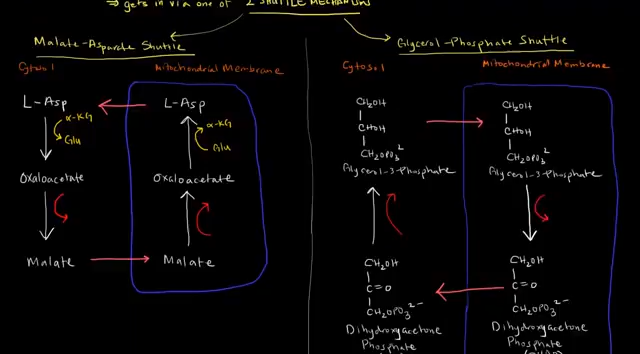 ⇒ gets in via one of 2 SHUTTLE MECHANISMS
Malate-Asparate Shuttle
Cytosol
Mitochondrial Membrane
L-Asp
L-Asp
α-KG
Glu
α-KG
Glu
Oxaloacetate
Oxaloacetate
Malate
Malate
Glycerol-Phosphate Shuttle
Cytosol
Mitochondrial Membrane
CH2OH
CHOH
CH2OPO3 2
Glycerol-3-Phosphate
CH2OH
CHOH
CH2OPO3 2
Glycerol-3-Phosphate
CH2OH
C=O
CH2OPO3 2-
Dihydroxyacetone
Phosphate
CH2OH
C=O
CH2OPO3 2-
Dihydroxyacetone
Phosphate